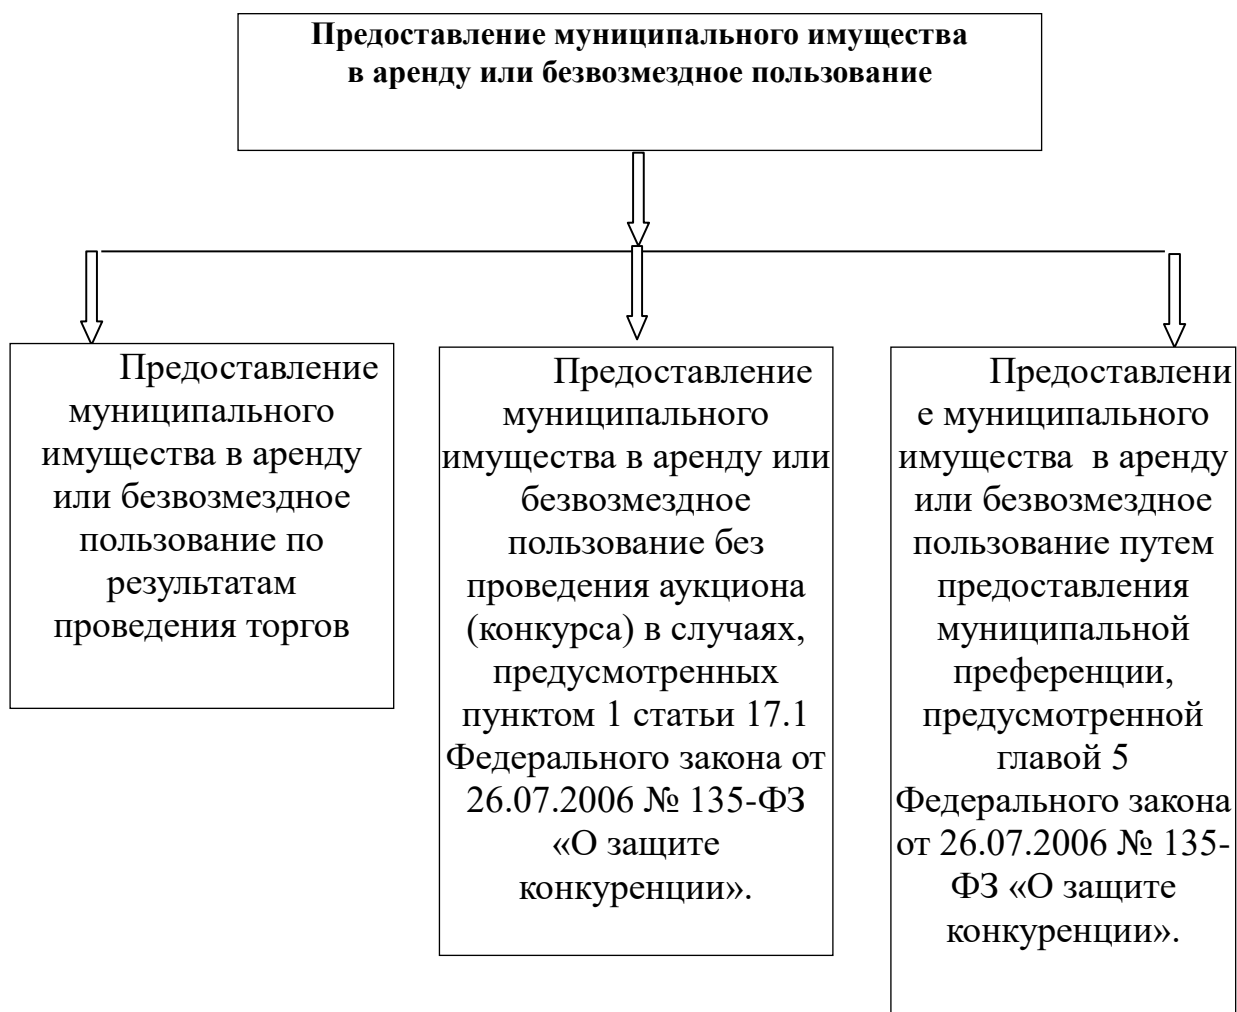 Предоставление муниципального имущества
в аренду или безвозмездное пользование
Предоставление
муниципального
имущества в аренду
или безвозмездное
пользование по
результатам
проведения торгов
Предоставление
муниципального
имущества в аренду или
безвозмездное
пользование без
проведения аукциона
(конкурса) в случаях,
предусмотренных
пунктом 1 статьи 17.1
Федерального закона от
26.07.2006 № 135-ФЗ
«О защите
конкуренции».
Предоставлени
е муниципального
имущества в аренду
или безвозмездное
пользование путем
предоставления
муниципальной
преференции,
предусмотренной
главой 5
Федерального закона
от 26.07.2006 № 135-
ФЗ «О защите
конкуренции».